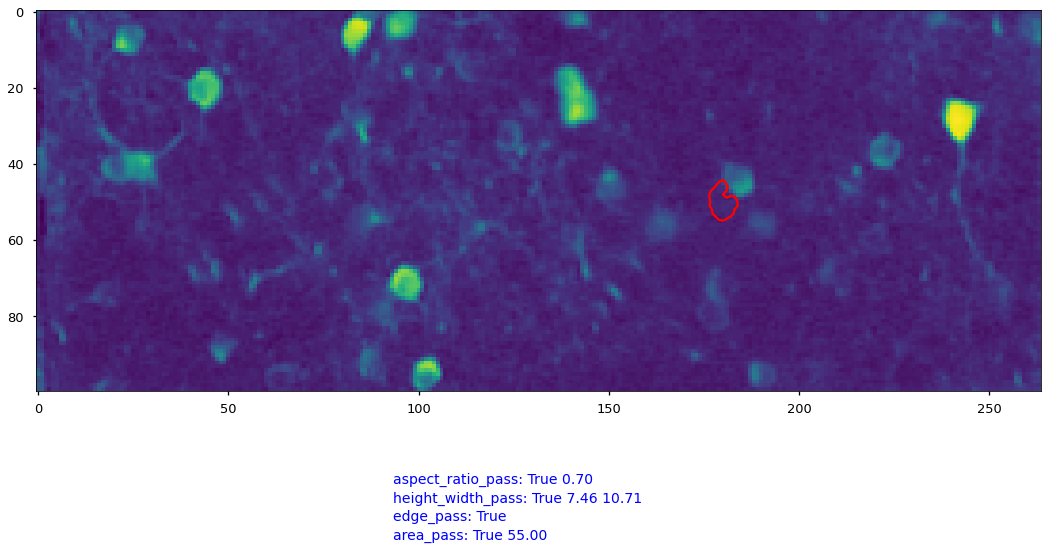 0
20
40
60
80
0 50 100 150 200 250
aspect_ratio_pass: True 0.70
height_width_pass: True 7.46 10.71
edge_pass: True
area_pass: True 55.00